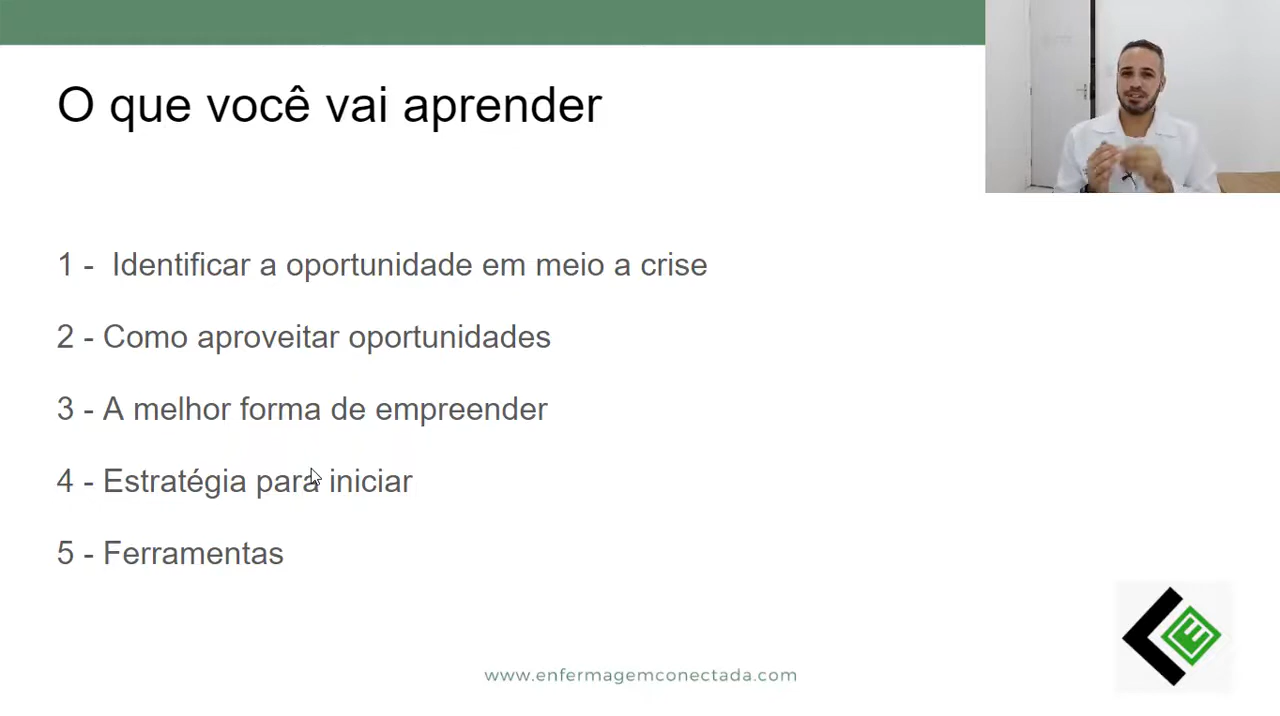 O que você vai aprender
1 - Identificar a oportunidade em meio a crise
2 - Como aproveitar oportunidades
3 - A melhor forma de empreender
4 - Estratégia para iniciar
5 - Ferramentas
E
www.enfermagemconectada.com